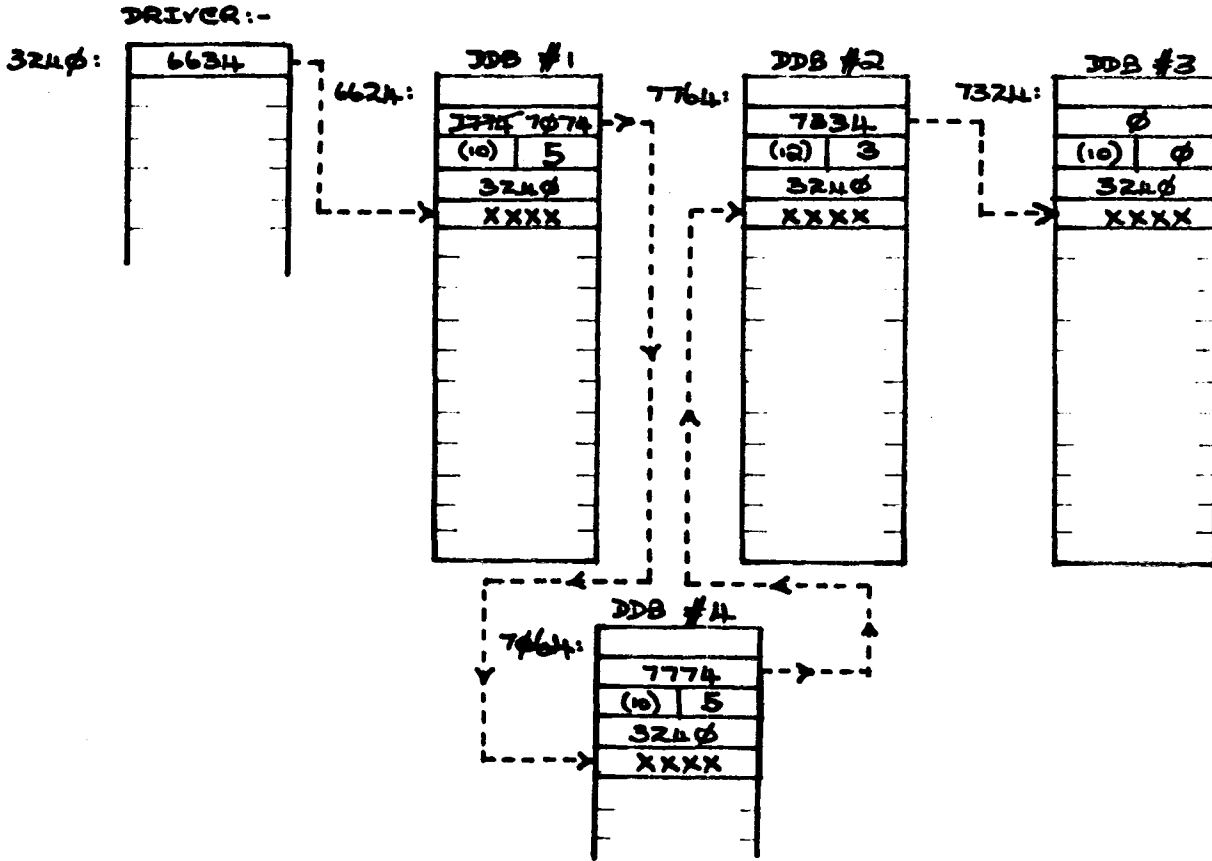 DRIVER:-
3240:
6634
DDB #1
6624:
7774 7074
(10) 5
3240
XXXX
DDB #2
7764:
7334
(12) 3
3240
XXXX
DDB #3
7324:
0
(10) 0
3240
XXXX
DDB #4
7064:
7774
(10) 5
3240
XXXX